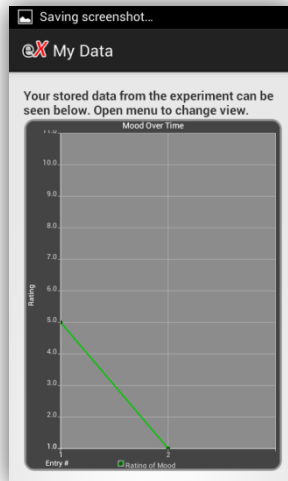 Saving screenshot...
eX My Data
Your stored data from the experiment can be
seen below. Open menu to change view.
Mood Over Time
11.0
10.0
9.0
8.0
7.0
6.0
5.0
4.0
3.0
2.0
1.0
Rating
1
2
Entry #
Rating of Mood